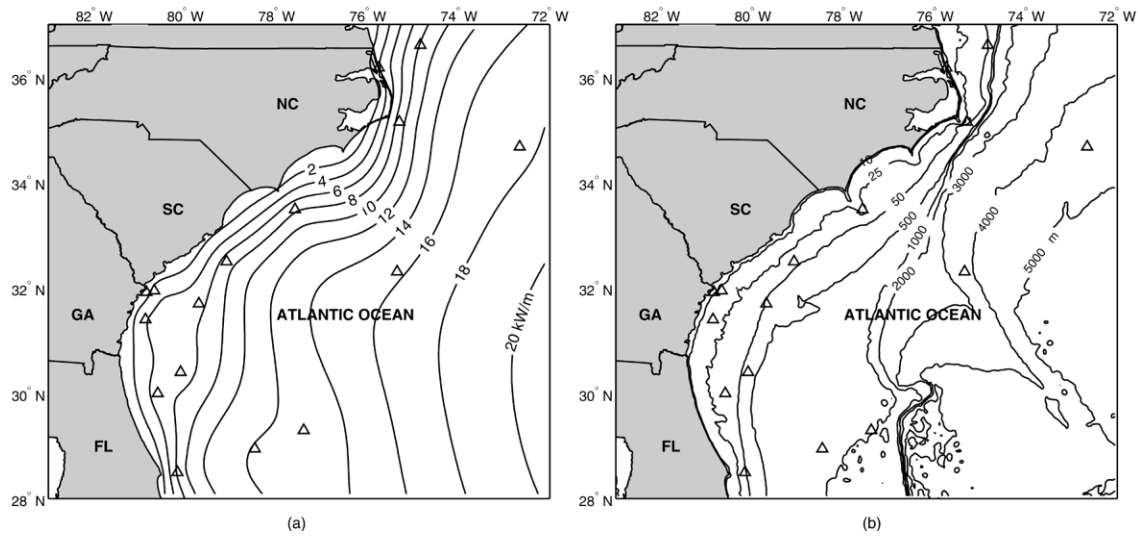 82° W 80° W 78° W 76° W 74° W 72° W
36° N
34° N
32° N
30° N
28° N
NC
SC
GA
FL
ATLANTIC OCEAN
2
4
6
8
10
12
14
16
18
20 kW/m
(a)
82° W 80° W 78° W 76° W 74° W 72° W
36° N
34° N
32° N
30° N
28° N
NC
SC
GA
FL
ATLANTIC OCEAN
10
25
50
500
1000
2000
3000
4000
5000 m
(b)